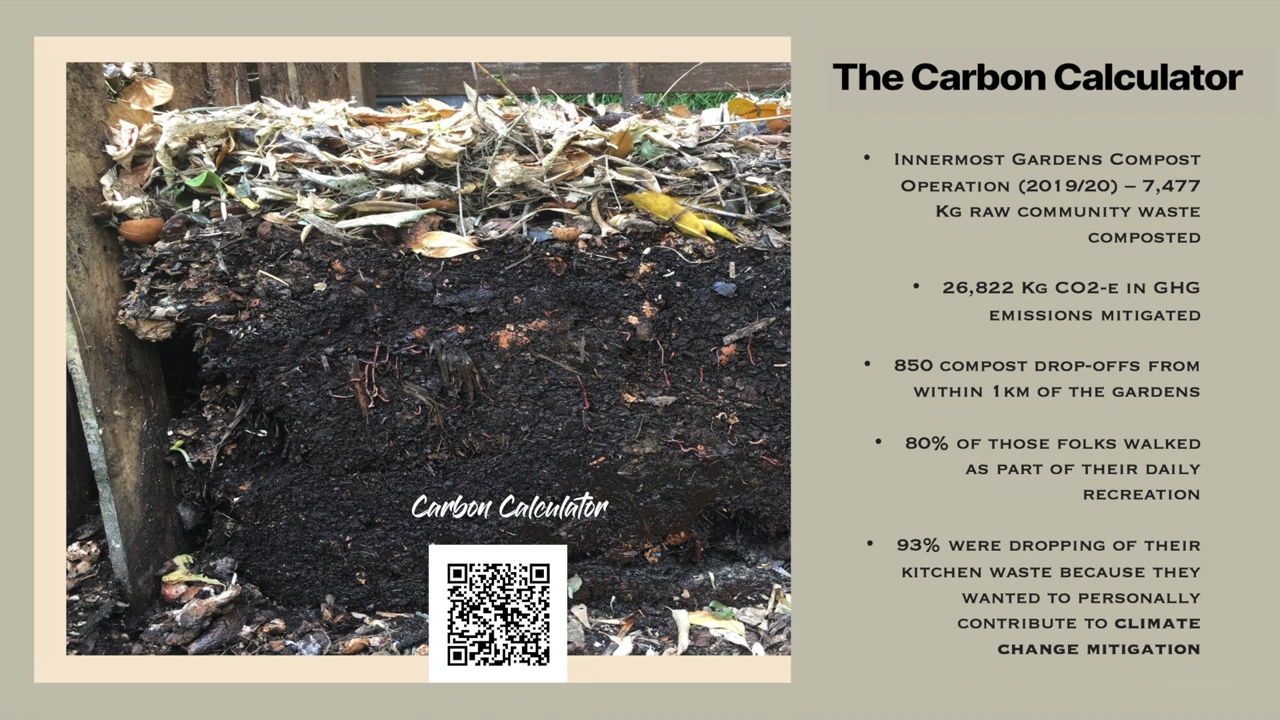 The Carbon Calculator
• Innermost Gardens Compost
Operation (2019/20) – 7,477
Kg raw community waste
composted
• 26,822 Kg CO2-e in GHG
emissions mitigated
• 850 compost drop-offs from
within 1km of the gardens
• 80% of those folks walked
as part of their daily
recreation
• 93% were dropping of their
kitchen waste because they
wanted to personally
contribute to climate
change mitigation
Carbon Calculator